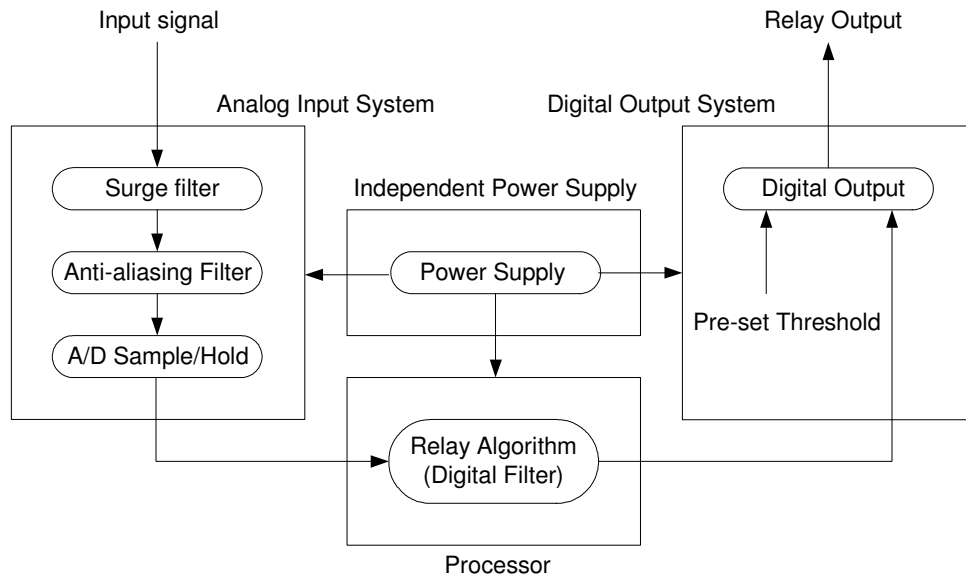 Input signal
Relay Output
Analog Input System
Digital Output System
Surge filter
Independent Power Supply
Digital Output
Anti-aliasing Filter
Power Supply
Pre-set Threshold
A/D Sample/Hold
Relay Algorithm
(Digital Filter)
Processor